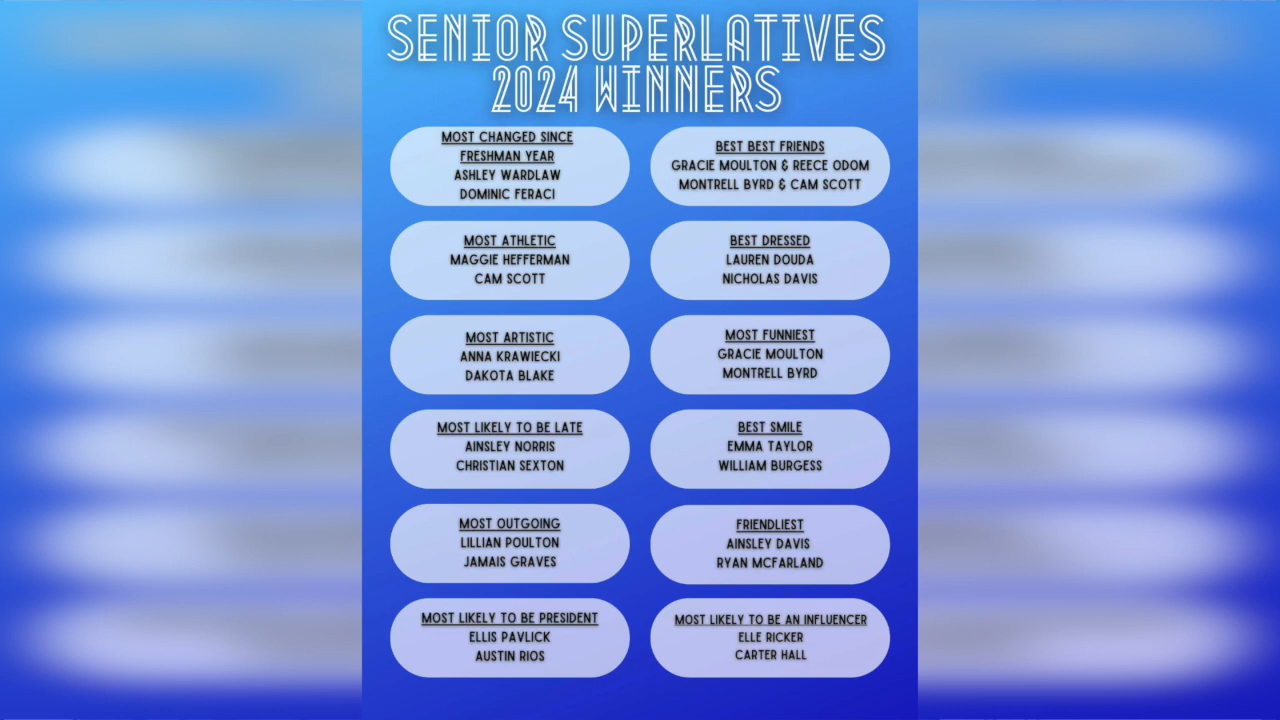 SENIOR SUPERLATIVES
2024 WINNERS
MOST CHANGED SINCE
FRESHMAN YEAR
ASHLEY WARDLAW
DOMINIC FERACI
BEST BEST FRIENDS
GRACIE MOULTON & REECE ODOM
MONTRELL BYRD & CAM SCOTT
MOST ATHLETIC
MAGGIE HEFFERMAN
CAM SCOTT
BEST DRESSED
LAUREN DOUDA
NICHOLAS DAVIS
MOST ARTISTIC
ANNA KRAWIECKI
DAKOTA BLAKE
MOST FUNNIEST
GRACIE MOULTON
MONTRELL BYRD
MOST LIKELY TO BE LATE
AINSLEY NORRIS
CHRISTIAN SEXTON
BEST SMILE
EMMA TAYLOR
WILLIAM BURGESS
MOST OUTGOING
LILLIAN POULTON
JAMAIS GRAVES
FRIENDLIEST
AINSLEY DAVIS
RYAN MCFARLAND
MOST LIKELY TO BE PRESIDENT
ELLIS PAVLICK
AUSTIN RIOS
MOST LIKELY TO BE AN INFLUENCER
ELLE RICKER
CARTER HALL